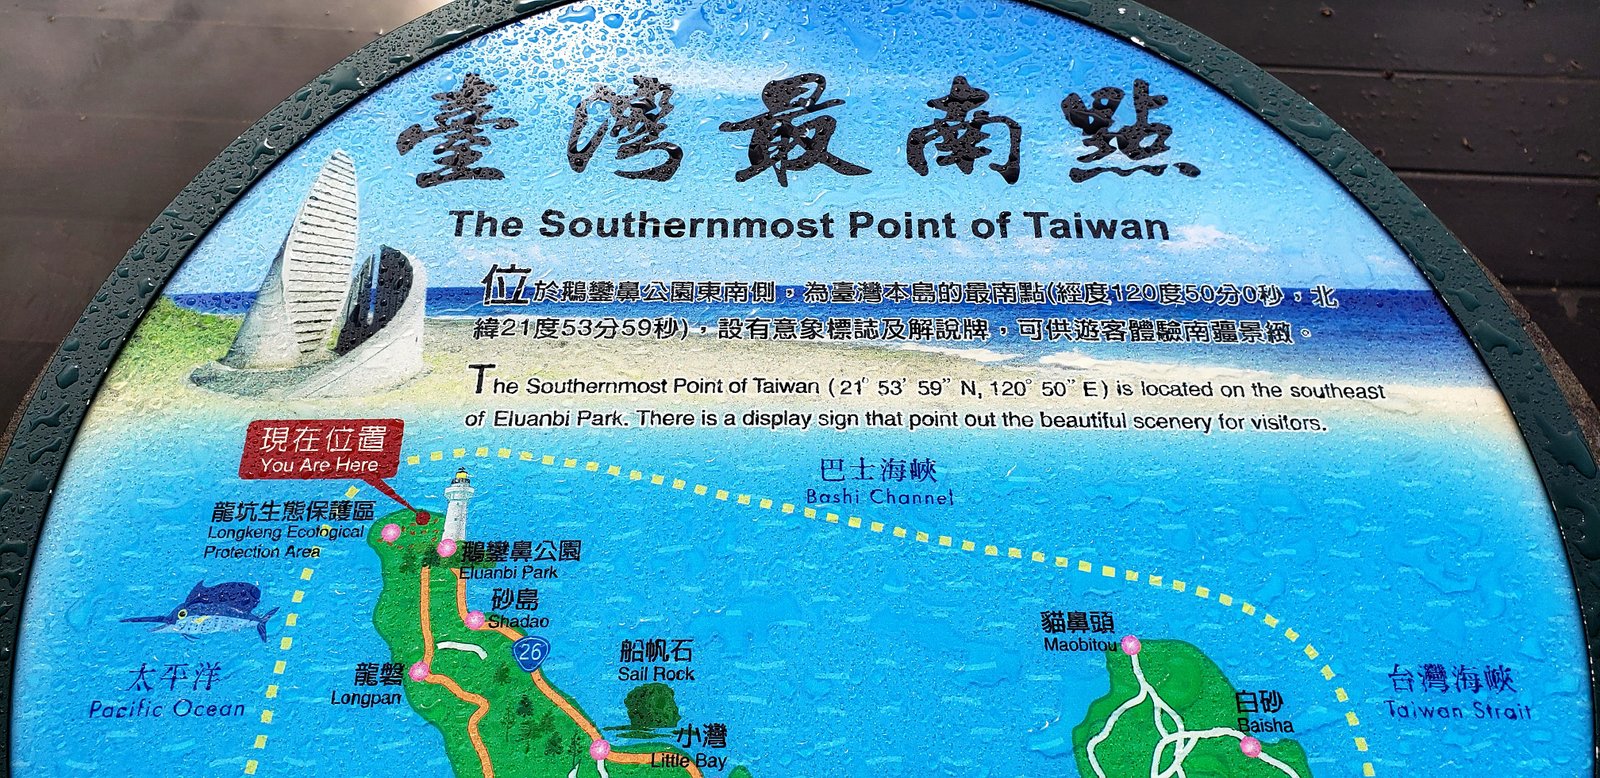 臺灣最南點
The Southernmost Point of Taiwan
位於鵝鑾鼻公園東南側，為臺灣本島的最南點(經度120度50分0秒，北
緯21度53分59秒)，設有意象標誌及解說牌，可供遊客體驗南疆景緻。
The Southernmost Point of Taiwan (21° 53' 59" N, 120° 50" E) is located on the southeast
of Eluanbi Park. There is a display sign that point out the beautiful scenery for visitors.
現在位置
You Are Here
巴士海峽
Bashi Channel
龍坑生態保護區
Longkeng Ecological
Protection Area
鵝鑾鼻公園
Eluanbi Park
砂島
Shadao
26
船帆石
Sail Rock
貓鼻頭
Maobitou
龍磐
Longpan
太平洋
Pacific Ocean
台灣海峽
Taiwan Strait
白砂
Baisha
小灣
Little Bay